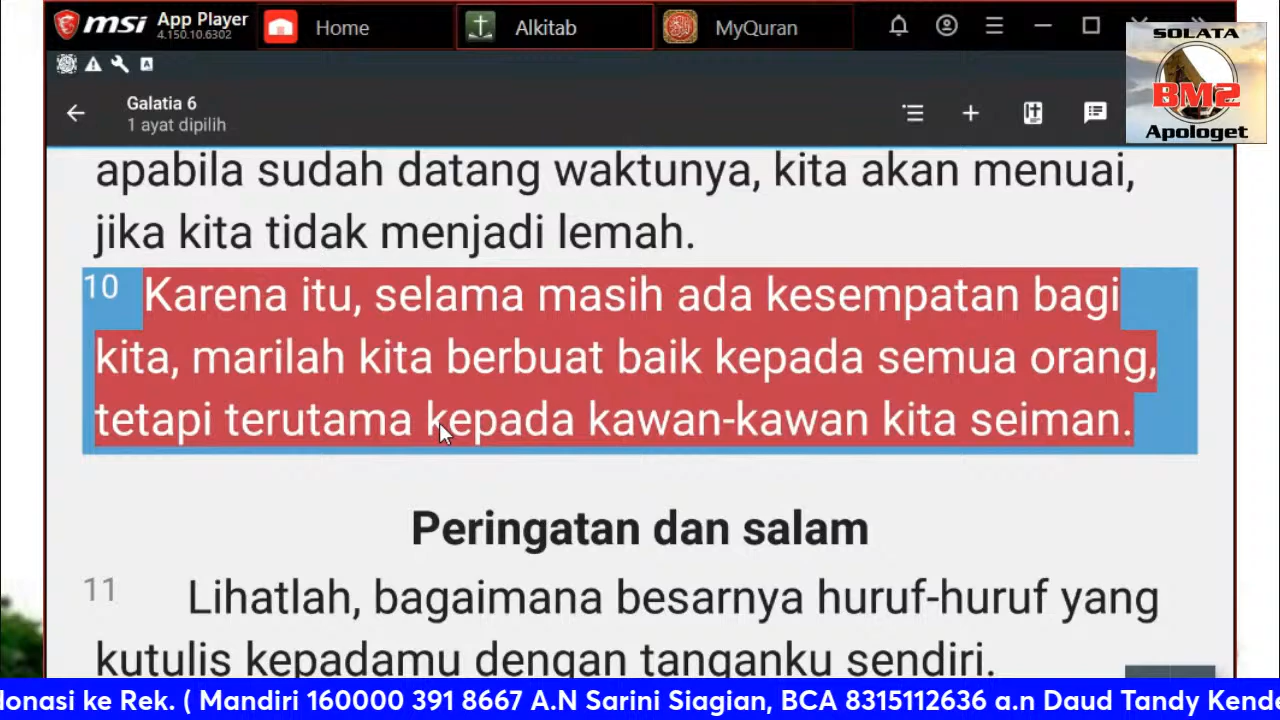 msi App Player
4.150.10.6302
Home
Alkitab
MyQuran
SOLATA
BM2
Apologet
Galatia 6
1 ayat dipilih
apabila sudah datang waktunya, kita akan menuai,
jika kita tidak menjadi lemah.
10 Karena itu, selama masih ada kesempatan bagi
kita, marilah kita berbuat baik kepada semua orang,
tetapi terutama kepada kawan-kawan kita seiman.
Peringatan dan salam
11 Lihatlah, bagaimana besarnya huruf-huruf yang
kutulis kepadamu dengan tanganku sendiri.
donasi ke Rek. ( Mandiri 160000 391 8667 A.N Sarini Siagian, BCA 8315112636 a.n Daud Tandy Kend